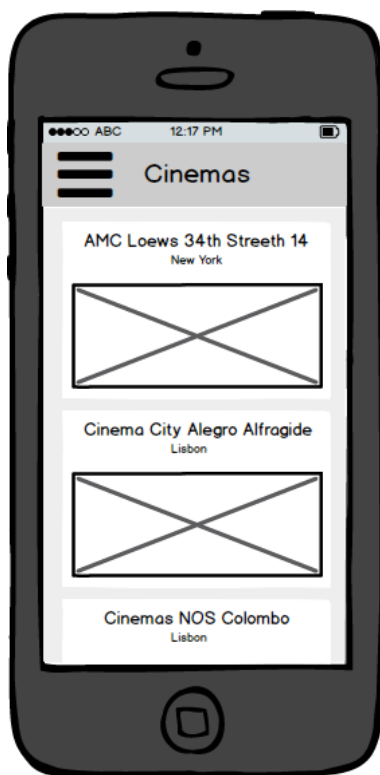 ABC 12:17 PM
Cinemas
AMC Loews 34th Streeth 14
New York
Cinema City Alegro Alfragide
Lisbon
Cinemas NOS Colombo
Lisbon